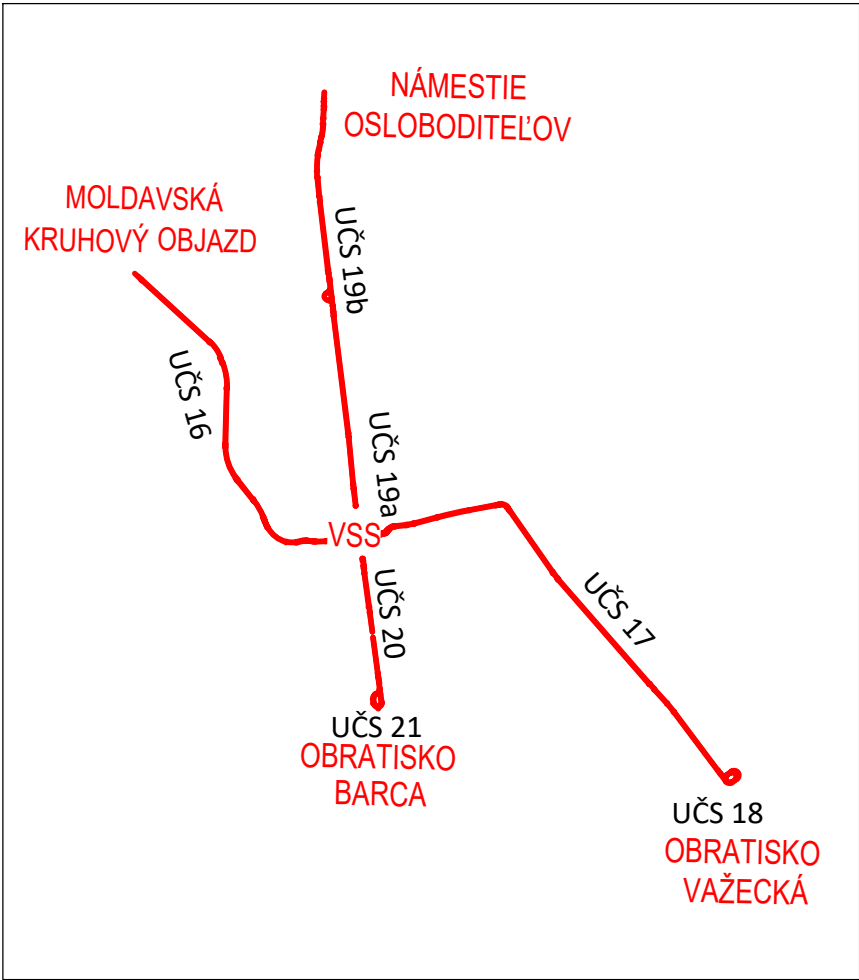 NÁMESTIE
OSLOBODITEĽOV
MOLDAVSKÁ
KRUHOVÝ OBJAZD
UČS 19b
UČS 16
UČS 19a
VSS
UČS 20
UČS 17
UČS 21
OBRATISKO
BARCA
UČS 18
OBRATISKO
VAŽECKÁ